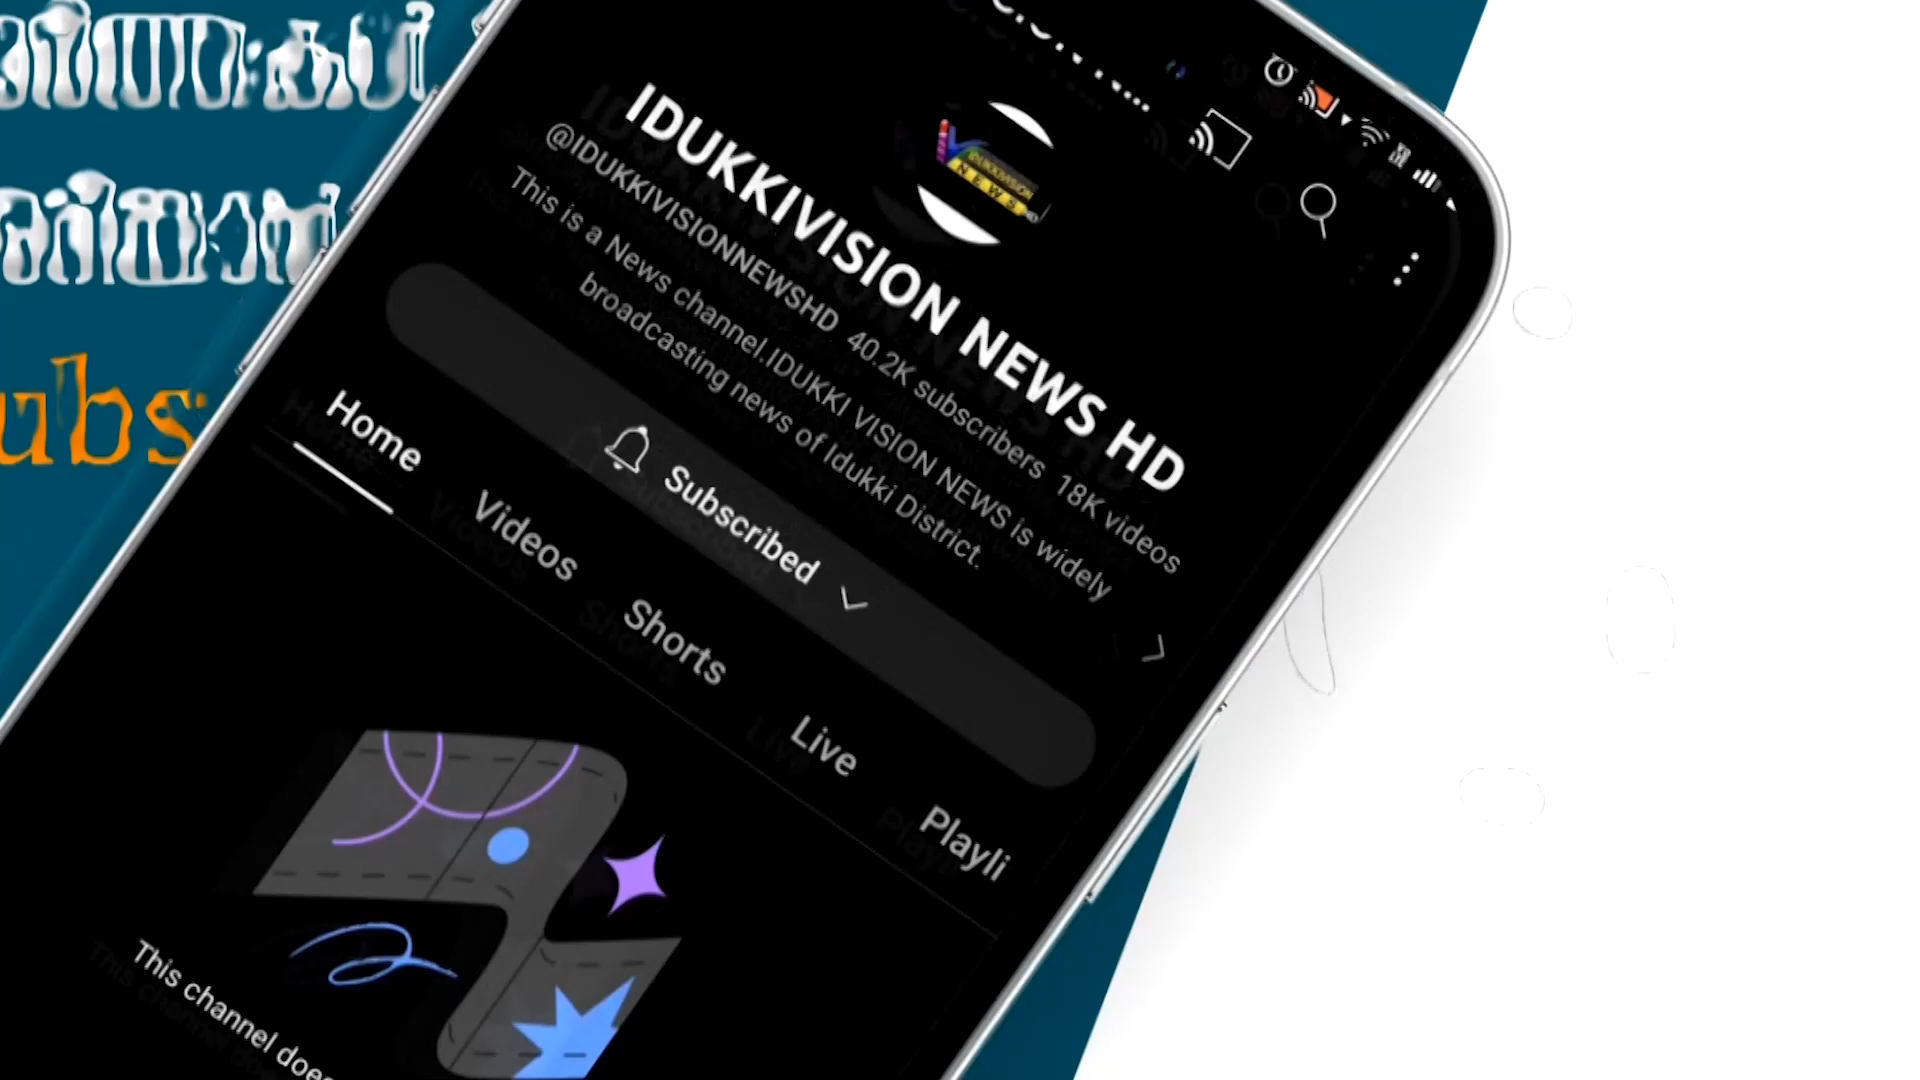 ubs
IDUKKIVISION NEWS HD
@IDUKKIVISIONNEWSHD 40.2K subscribers 18K videos
This is a News channel.IDUKKI VISION NEWS is widely
broadcasting news of Idukki District.
Subscribed
Home Videos Shorts Live Playli
This channel does